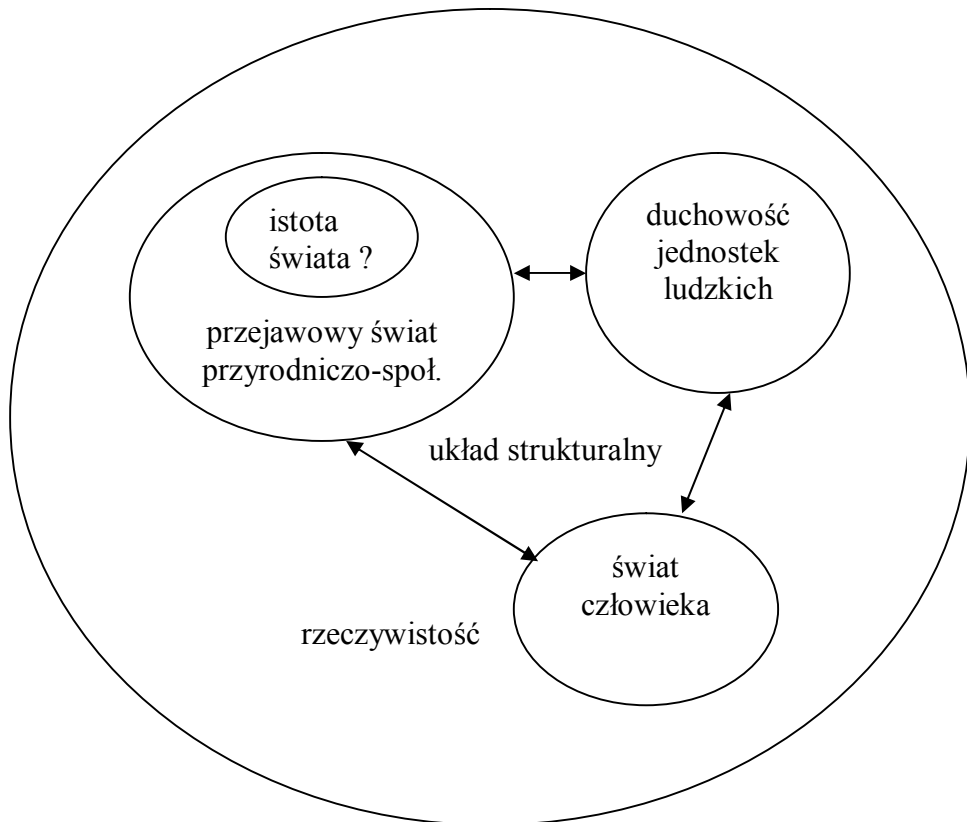 istota
świata ?
przejawowy świat
przyrodniczo-społ.
duchowość
jednostek
ludzkich
układ strukturalny
świat
człowieka
rzeczywistość